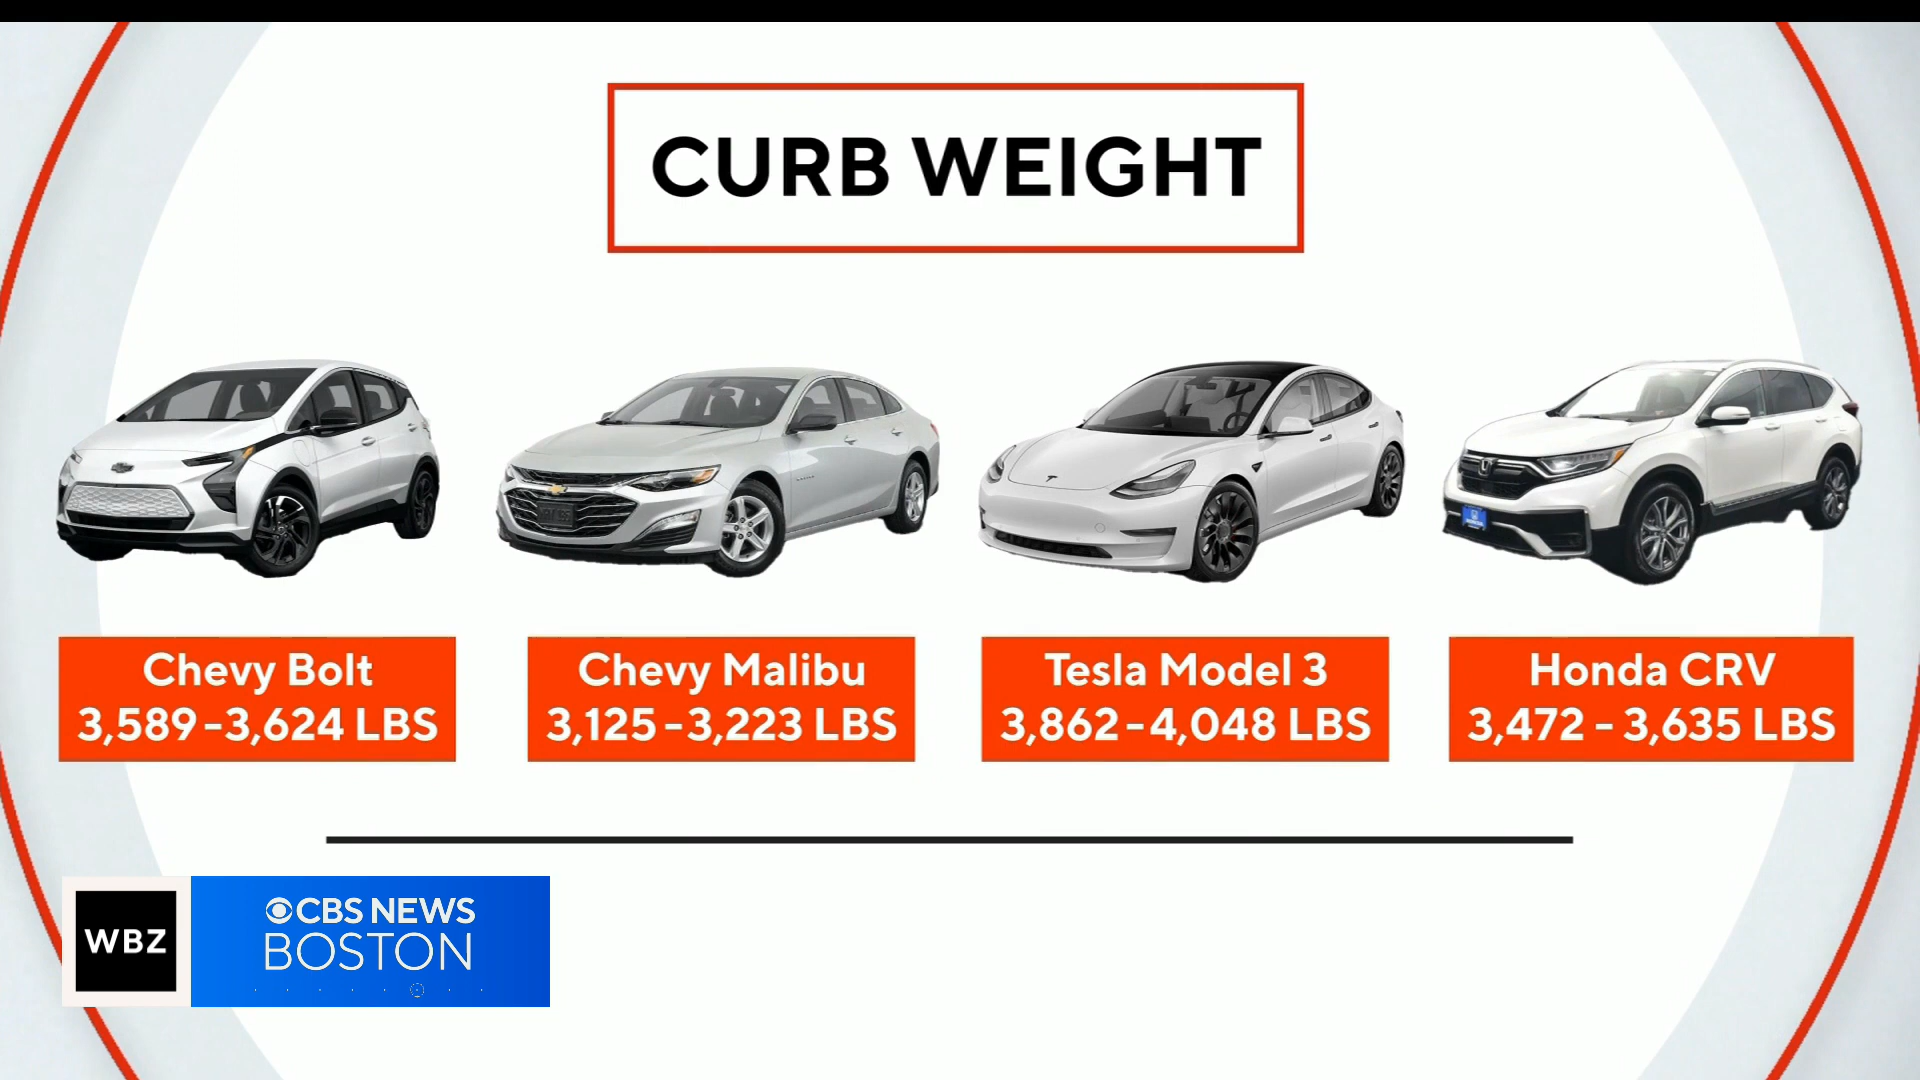 CURB WEIGHT
Chevy Bolt
3,589-3,624 LBS
Chevy Malibu
3,125-3,223 LBS
Tesla Model 3
3,862-4,048 LBS
Honda CRV
3,472 - 3,635 LBS
WBZ
CBS NEWS
BOSTON